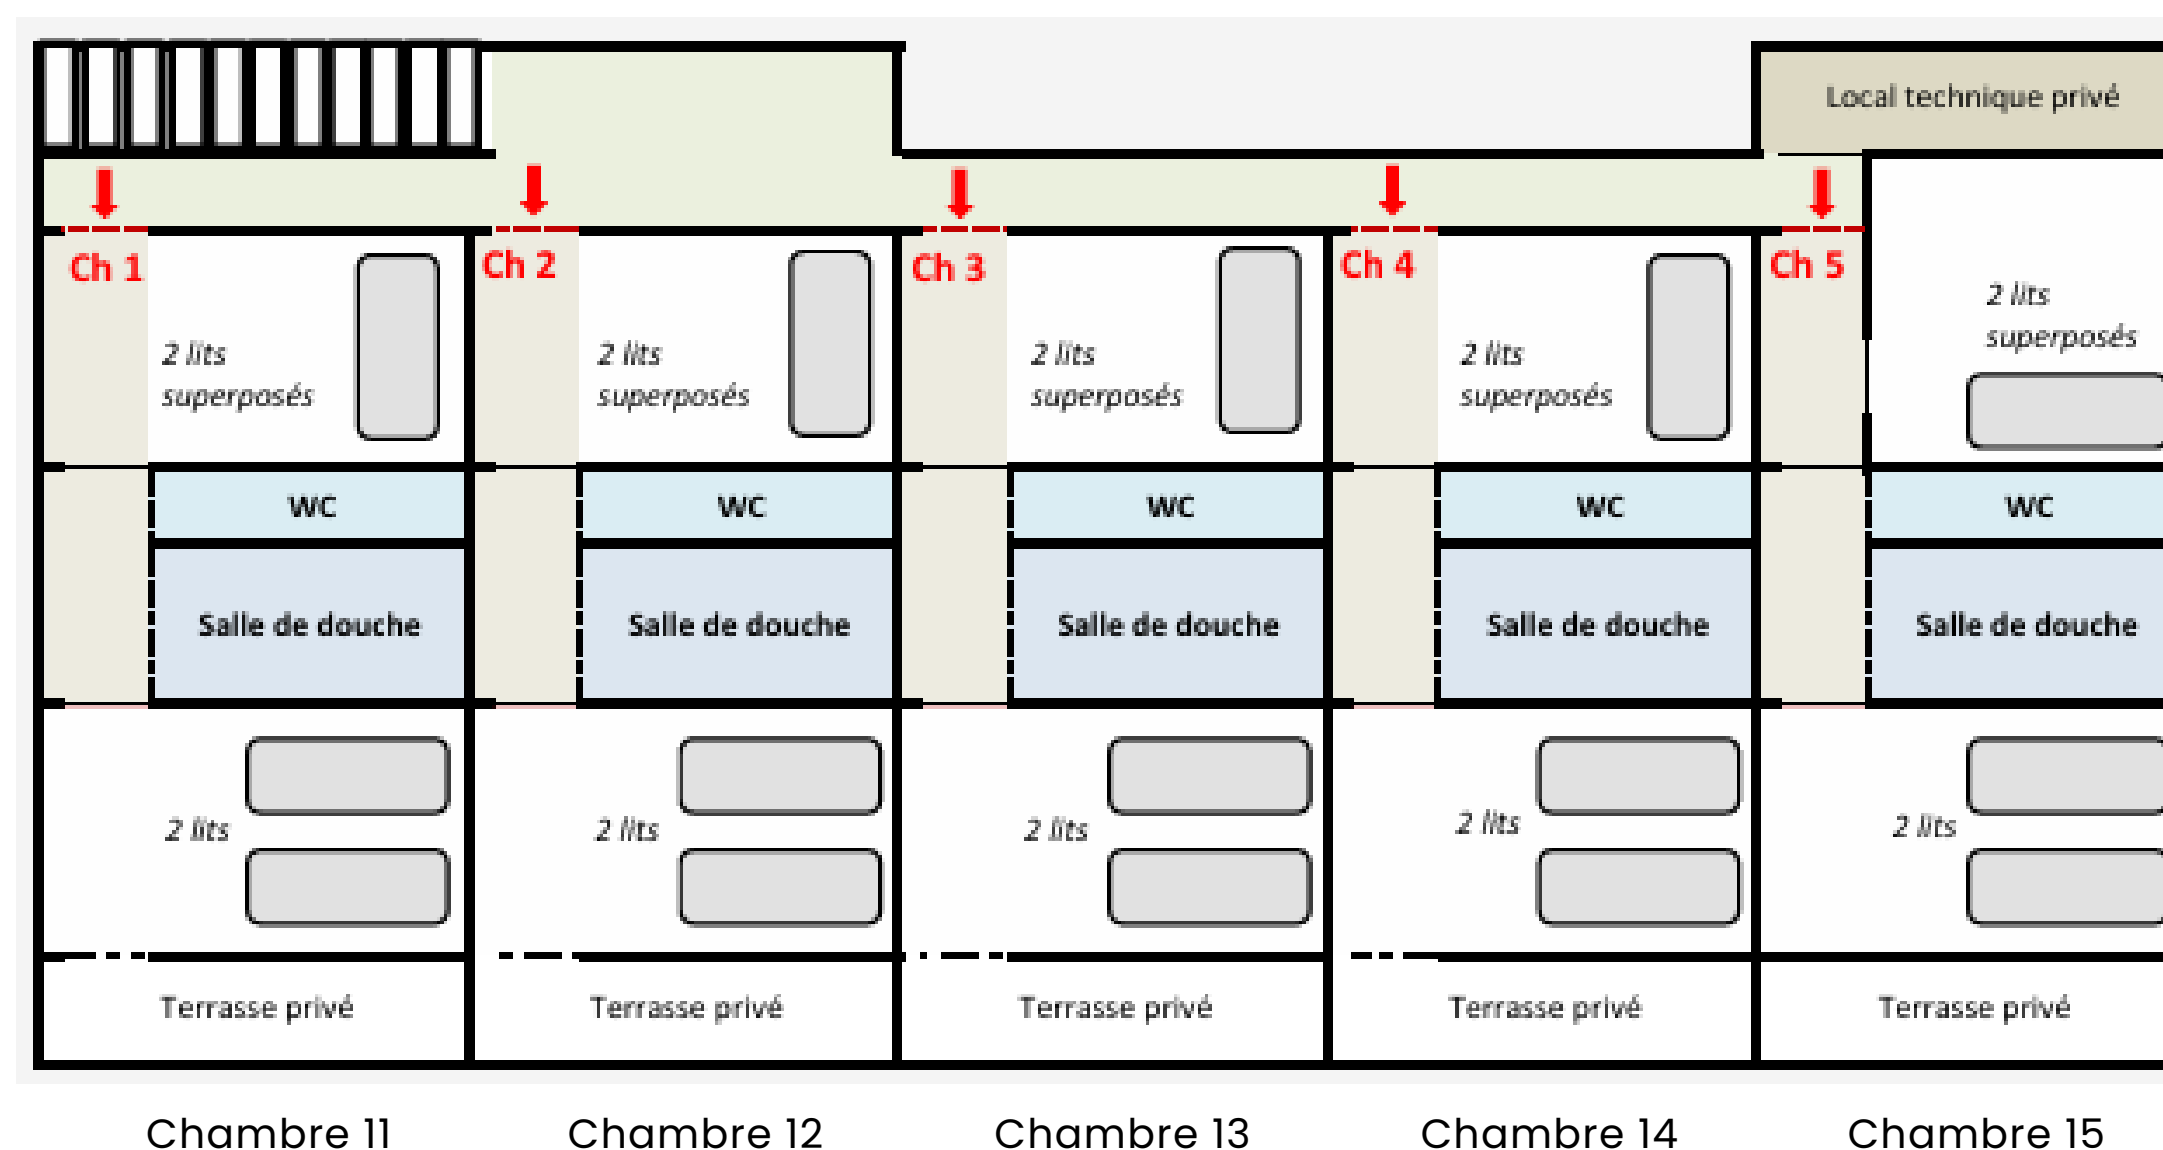 Local technique privé
Ch 1
Ch 2
Ch 3
Ch 4
Ch 5
2 lits
superposés
2 lits
superposés
2 lits
superposés
2 lits
superposés
2 lits
superposés
WC
WC
WC
WC
WC
Salle de douche
Salle de douche
Salle de douche
Salle de douche
Salle de douche
2 lits
2 lits
2 lits
2 lits
2 lits
Terrasse privé
Terrasse privé
Terrasse privé
Terrasse privé
Terrasse privé
Chambre 11
Chambre 12
Chambre 13
Chambre 14
Chambre 15